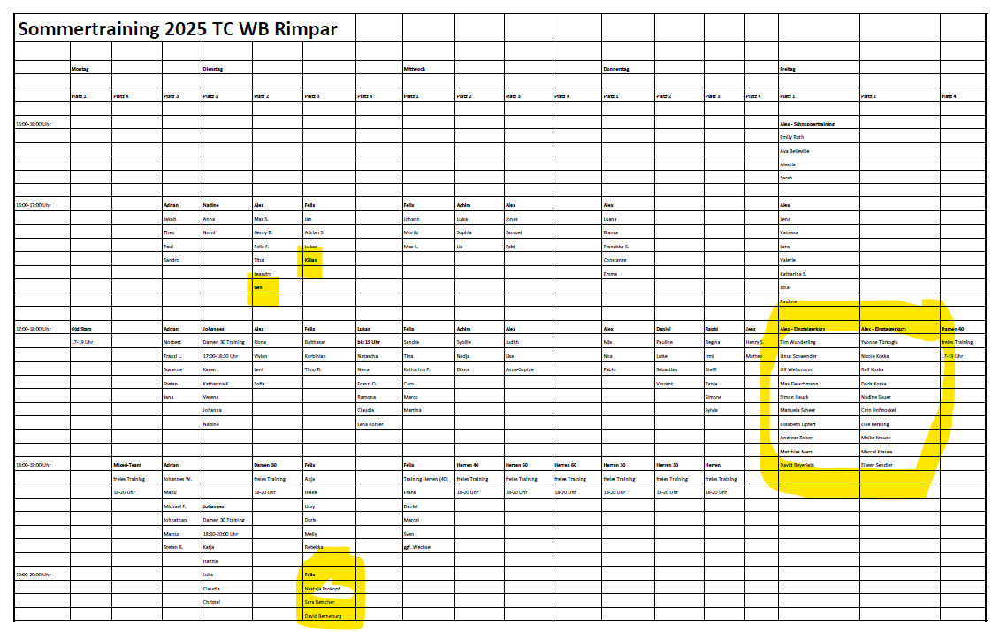 Sommertraining 2025 TC WB Rimpar
Montag Dienstag Mittwoch Donnerstag Freitag
Platz 1 Platz 4 Platz 3 Platz 1 Platz 2 Platz 3 Platz 4 Platz 1 Platz 2 Platz 3 Platz 4 Platz 1 Platz 2 Platz 3 Platz 4 Platz 1 Platz 2 Platz 4
15:00-16:00 Uhr Alex - Schnuppertraining
Emily Roth
Ava Belleville
Alessia
Sarah
16:00-17:00 Uhr Adrian Nadine Alex Felix Felix Achim Alex Alex Alex
Jakob Anna Max S. Jan Johann Luisa Jonas Luana Lena
Theo Nomi Henry B. Adrian S. Moritz Sophia Samuel Bianca Vanessa
Paul Felix F. Lukas Max L. Lia Fabi Franziska S. Lara
Sandro Titus Kilian Constanze Valerie
Leandro Emma Katharina S.
Ben Lola
Pauline
17:00-18:00 Uhr Old Stars Adrian Johannes Alex Felix Lukas Felix Achim Alex Alex Daniel Raphi Jens Alex - Einsteigerkurs Alex - Einsteigerkurs Damen 40
17-19 Uhr Norbert Damen 30 Training Fiona Balthasar bis 19 Uhr Sandra Sybille Judith Mia Pauline Regina Henry S. Tim Wunderling Yvonne Türkoglu freies Training
Franzi L. 17:00-18:30 Uhr Vivian Korbinian Natascha Tina Nadja Lisa Noa Luise Irmi Matteo Linus Schwender Nicole Koska 17-19 Uhr
Susanne Karen Leni Timo R. Nena Katharina F. Diana Anne-Sophie Pablo Sebastian Steffi Ulf Weinmann Ralf Koska
Stefan Katharina K. Sofia Franzi O. Caro Vincent Tanja Max Fleischmann Doris Koska
Jana Verena Ramona Marco Simone Simon Hauck Nadine Sauer
Johanna Claudia Martina Sylvia Manuela Scheer Caro Hofmockel
Nadine Lena Kohler Elisabeth Lipfert Elke Kerkling
Andreas Zeiser Maike Krause
Matthias Merz Marcel Krause
18:00-19:00 Uhr Mixed-Team Adrian Damen 30 Felix Felix Herren 40 Herren 60 Herren 60 Herren 30 Herren 30 Herren David Beyerlein Eileen Sendler
freies Training Johannes W. freies Training Anja Training Herren (40) freies Training freies Training freies Training freies Training freies Training freies Training
18-20 Uhr Manu 18-20 Uhr Heike Frank 18-20 Uhr 18-20 Uhr 18-20 Uhr 18-20 Uhr 18-20 Uhr 18-20 Uhr
Michael F. Johannes Lissy Daniel
Johnathan Damen 30 Training Doris Marcel
Marcus 18:30-20:00 Uhr Melly Sven
Stefan B. Katja Rebekka ggf. Wechsel
Hanna
19:00-20:00 Uhr Julia Felix
Claudia Nastaja Prokopf
Christel Sara Betscher
David Berneburg